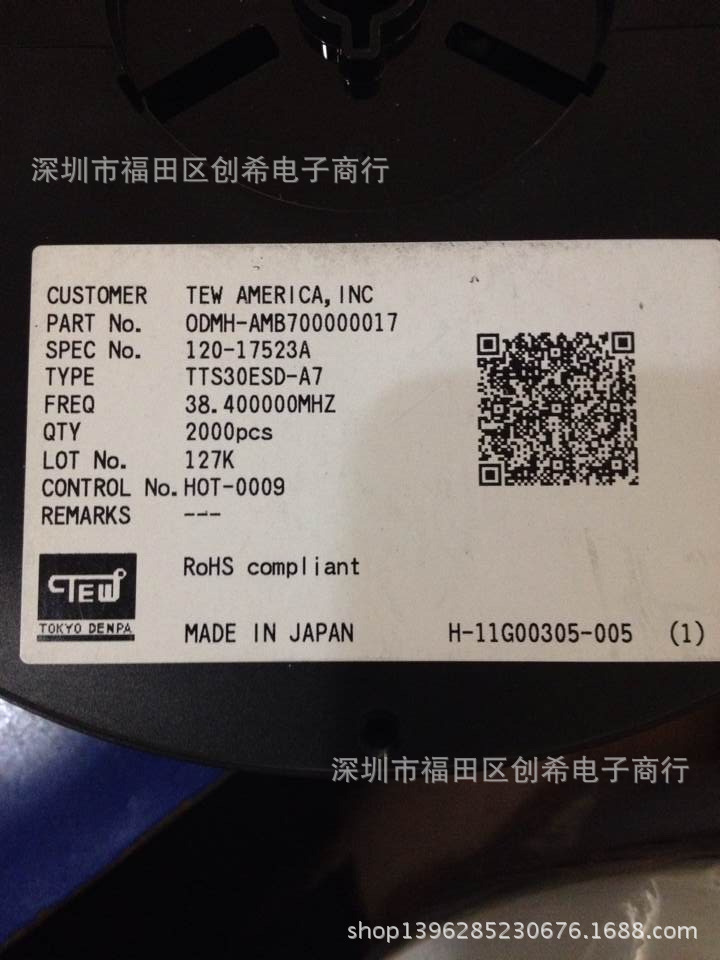 深圳市福田区创希电子商行
CUSTOMER TEW AMERICA,INC
PART No. ODMH-AMB700000017
SPEC No. 120-17523A
TYPE TTS30ESD-A7
FREQ 38.400000MHZ
QTY 2000pcs
LOT No. 127K
CONTROL No. HOT-0009
REMARKS ---
RoHS compliant
TEW
TOKYO DENPA
MADE IN JAPAN H-11G00305-005 (1)
深圳市福田区创希电子商行
shop1396285230676.1688.com